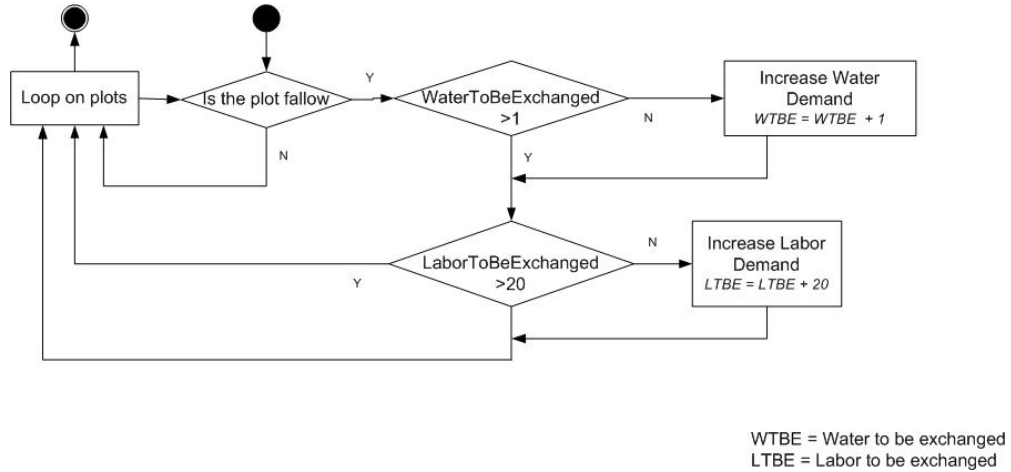 Loop on plots
Is the plot fallow
Y
N
WaterToBeExchanged
>1
N
Y
Increase Water
Demand
WTBE = WTBE + 1
LaborToBeExchanged
>20
Y
N
Increase Labor
Demand
LTBE = LTBE + 20
WTBE = Water to be exchanged
LTBE = Labor to be exchanged